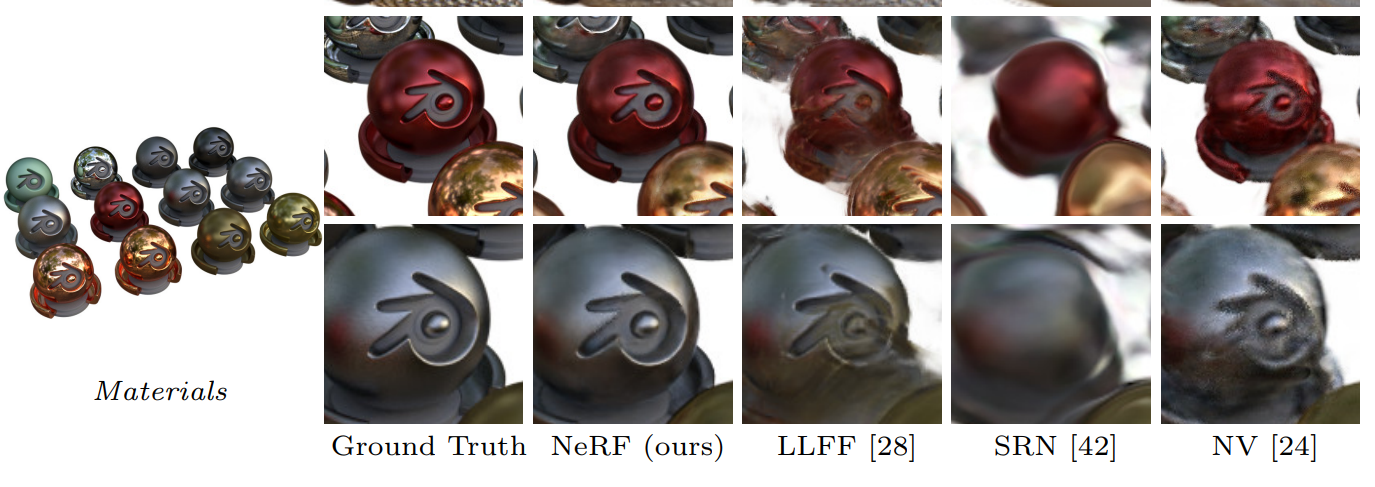 Materials
Ground Truth NeRF (ours) LLFF [28] SRN [42] NV [24]